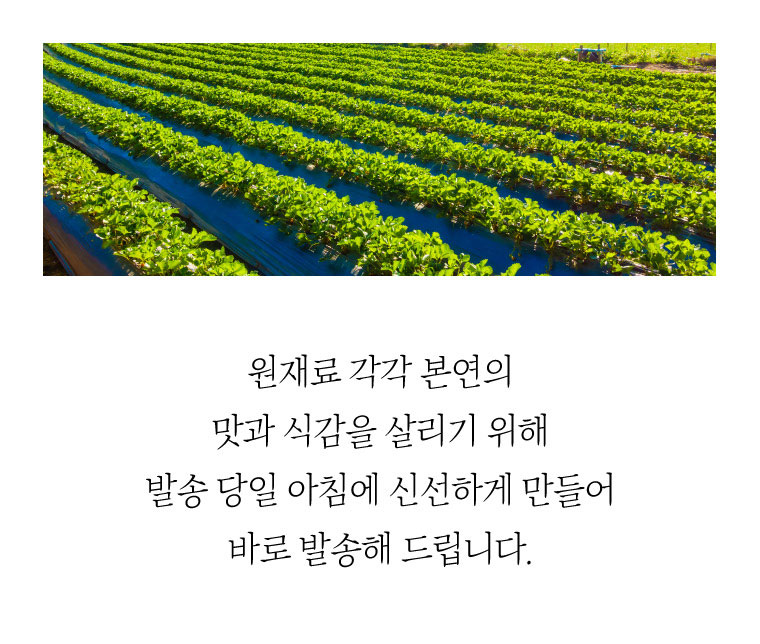 원재료 각각 본연의
맛과 식감을 살리기 위해
발송 당일 아침에 신선하게 만들어
바로 발송해 드립니다.